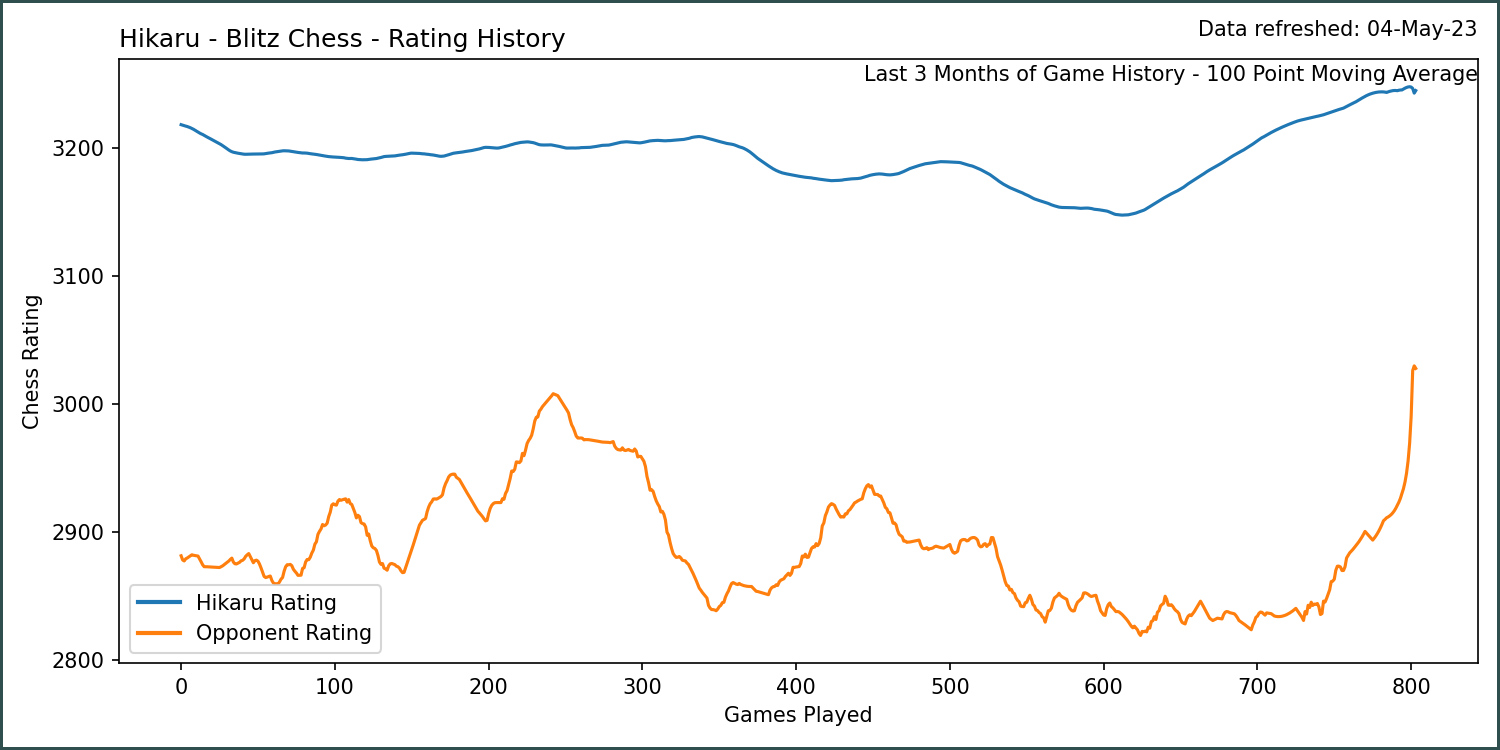 Data refreshed: 04-May-23
Hikaru - Blitz Chess - Rating History
Last 3 Months of Game History - 100 Point Moving Average
3200
3100
3000
2900
2800
Chess Rating
Hikaru Rating
Opponent Rating
0 100 200 300 400 500 600 700 800
Games Played